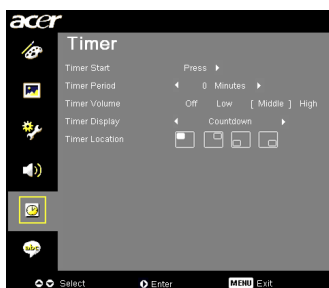 acer
Timer
Timer Start Press
Timer Period 0 Minutes
Timer Volume Off Low [ Middle ] High
Timer Display Countdown
Timer Location
abc
Select Enter MENU Exit